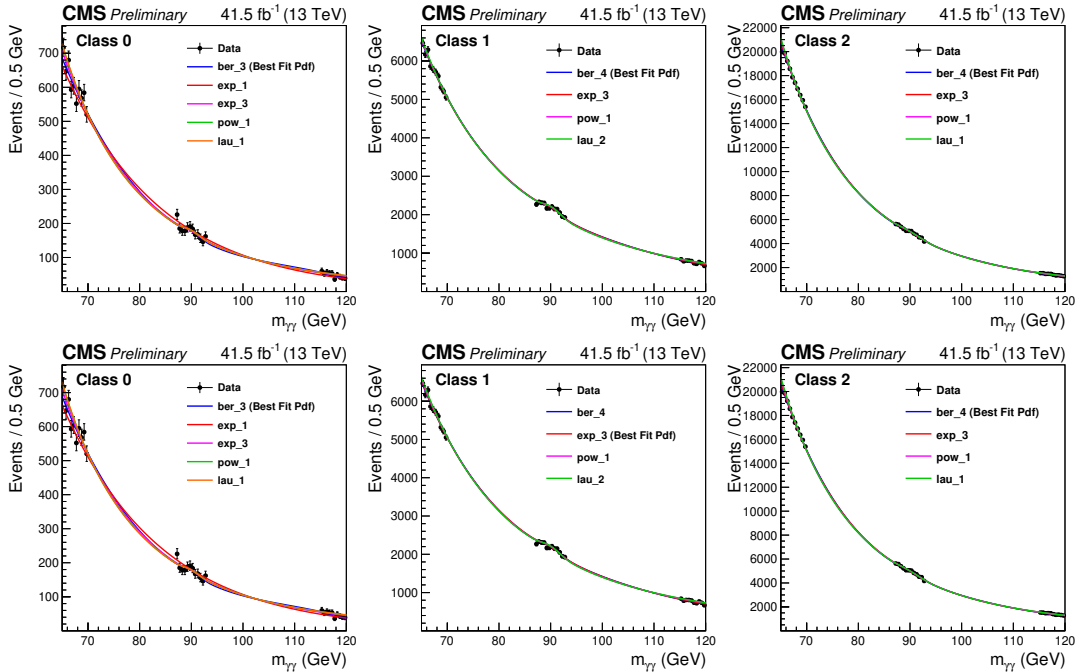 CMS Preliminary 41.5 fb⁻¹ (13 TeV)
Class 0
Data
ber_3 (Best Fit Pdf)
exp_1
exp_3
pow_1
lau_1
Events / 0.5 GeV
700
600
500
400
300
200
100
70 80 90 100 110 120
mγγ (GeV)
CMS Preliminary 41.5 fb⁻¹ (13 TeV)
Class 1
Data
ber_4 (Best Fit Pdf)
exp_3
pow_1
lau_2
Events / 0.5 GeV
6000
5000
4000
3000
2000
1000
70 80 90 100 110 120
mγγ (GeV)
CMS Preliminary 41.5 fb⁻¹ (13 TeV)
Class 2
Data
ber_4 (Best Fit Pdf)
exp_3
pow_1
lau_1
Events / 0.5 GeV
22000
20000
18000
16000
14000
12000
10000
8000
6000
4000
2000
70 80 90 100 110 120
mγγ (GeV)
CMS Preliminary 41.5 fb⁻¹ (13 TeV)
Class 0
Data
ber_3 (Best Fit Pdf)
exp_1
exp_3
pow_1
lau_1
Events / 0.5 GeV
700
600
500
400
300
200
100
70 80 90 100 110 120
mγγ (GeV)
CMS Preliminary 41.5 fb⁻¹ (13 TeV)
Class 1
Data
ber_4
exp_3 (Best Fit Pdf)
pow_1
lau_2
Events / 0.5 GeV
6000
5000
4000
3000
2000
1000
70 80 90 100 110 120
mγγ (GeV)
CMS Preliminary 41.5 fb⁻¹ (13 TeV)
Class 2
Data
ber_4 (Best Fit Pdf)
exp_3
pow_1
lau_1
Events / 0.5 GeV
22000
20000
18000
16000
14000
12000
10000
8000
6000
4000
2000
70 80 90 100 110 120
mγγ (GeV)